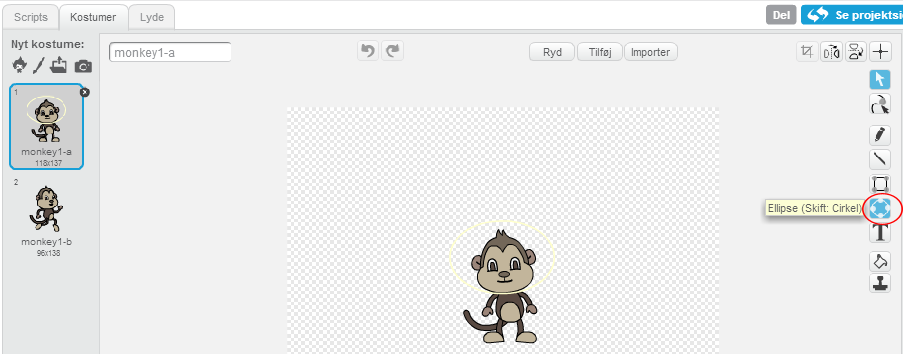 Scripts
Kostumer
Lyde
Del
Se projektsi
Nyt kostume:
monkey1-a
Ryd
Tilføj
Importer
1
monkey1-a
118x137
2
monkey1-b
96x138
Ellipse (Skift: Cirkel)
T